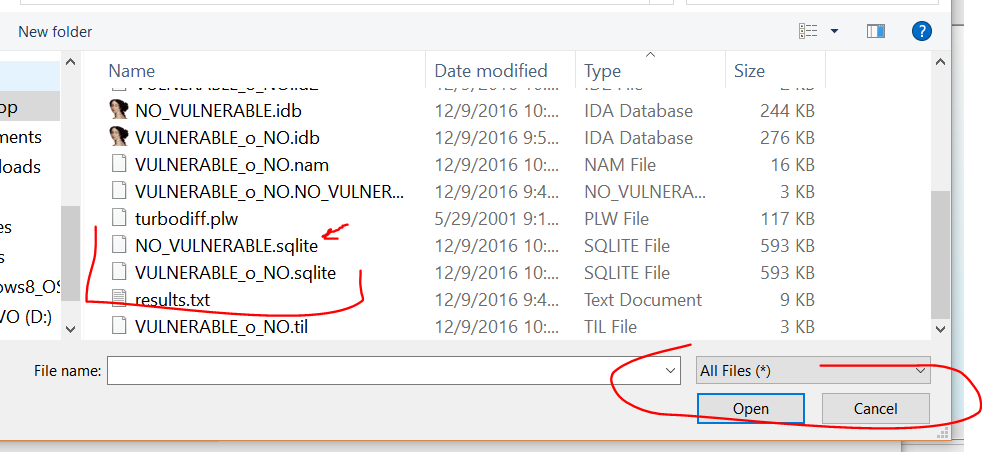 New folder
Name Date modified Type Size
NO_VULNERABLE.idb 12/9/2016 10:... IDA Database 244 KB
op VULNERABLE_o_NO.idb 12/9/2016 9:5... IDA Database 276 KB
ments VULNERABLE_o_NO.nam 12/9/2016 10:... NAM File 16 KB
loads VULNERABLE_o_NO.NO_VULNER... 12/9/2016 9:4... NO_VULNERA... 3 KB
turbodiff.plw 5/29/2001 9:1... PLW File 117 KB
es NO_VULNERABLE.sqlite 12/9/2016 10:... SQLITE File 593 KB
s VULNERABLE_o_NO.sqlite 12/9/2016 10:... SQLITE File 593 KB
ows8_OS results.txt 12/9/2016 9:4... Text Document 9 KB
VO (D:) VULNERABLE_o_NO.til 12/9/2016 10:... TIL File 3 KB
File name: All Files (*)
Open Cancel